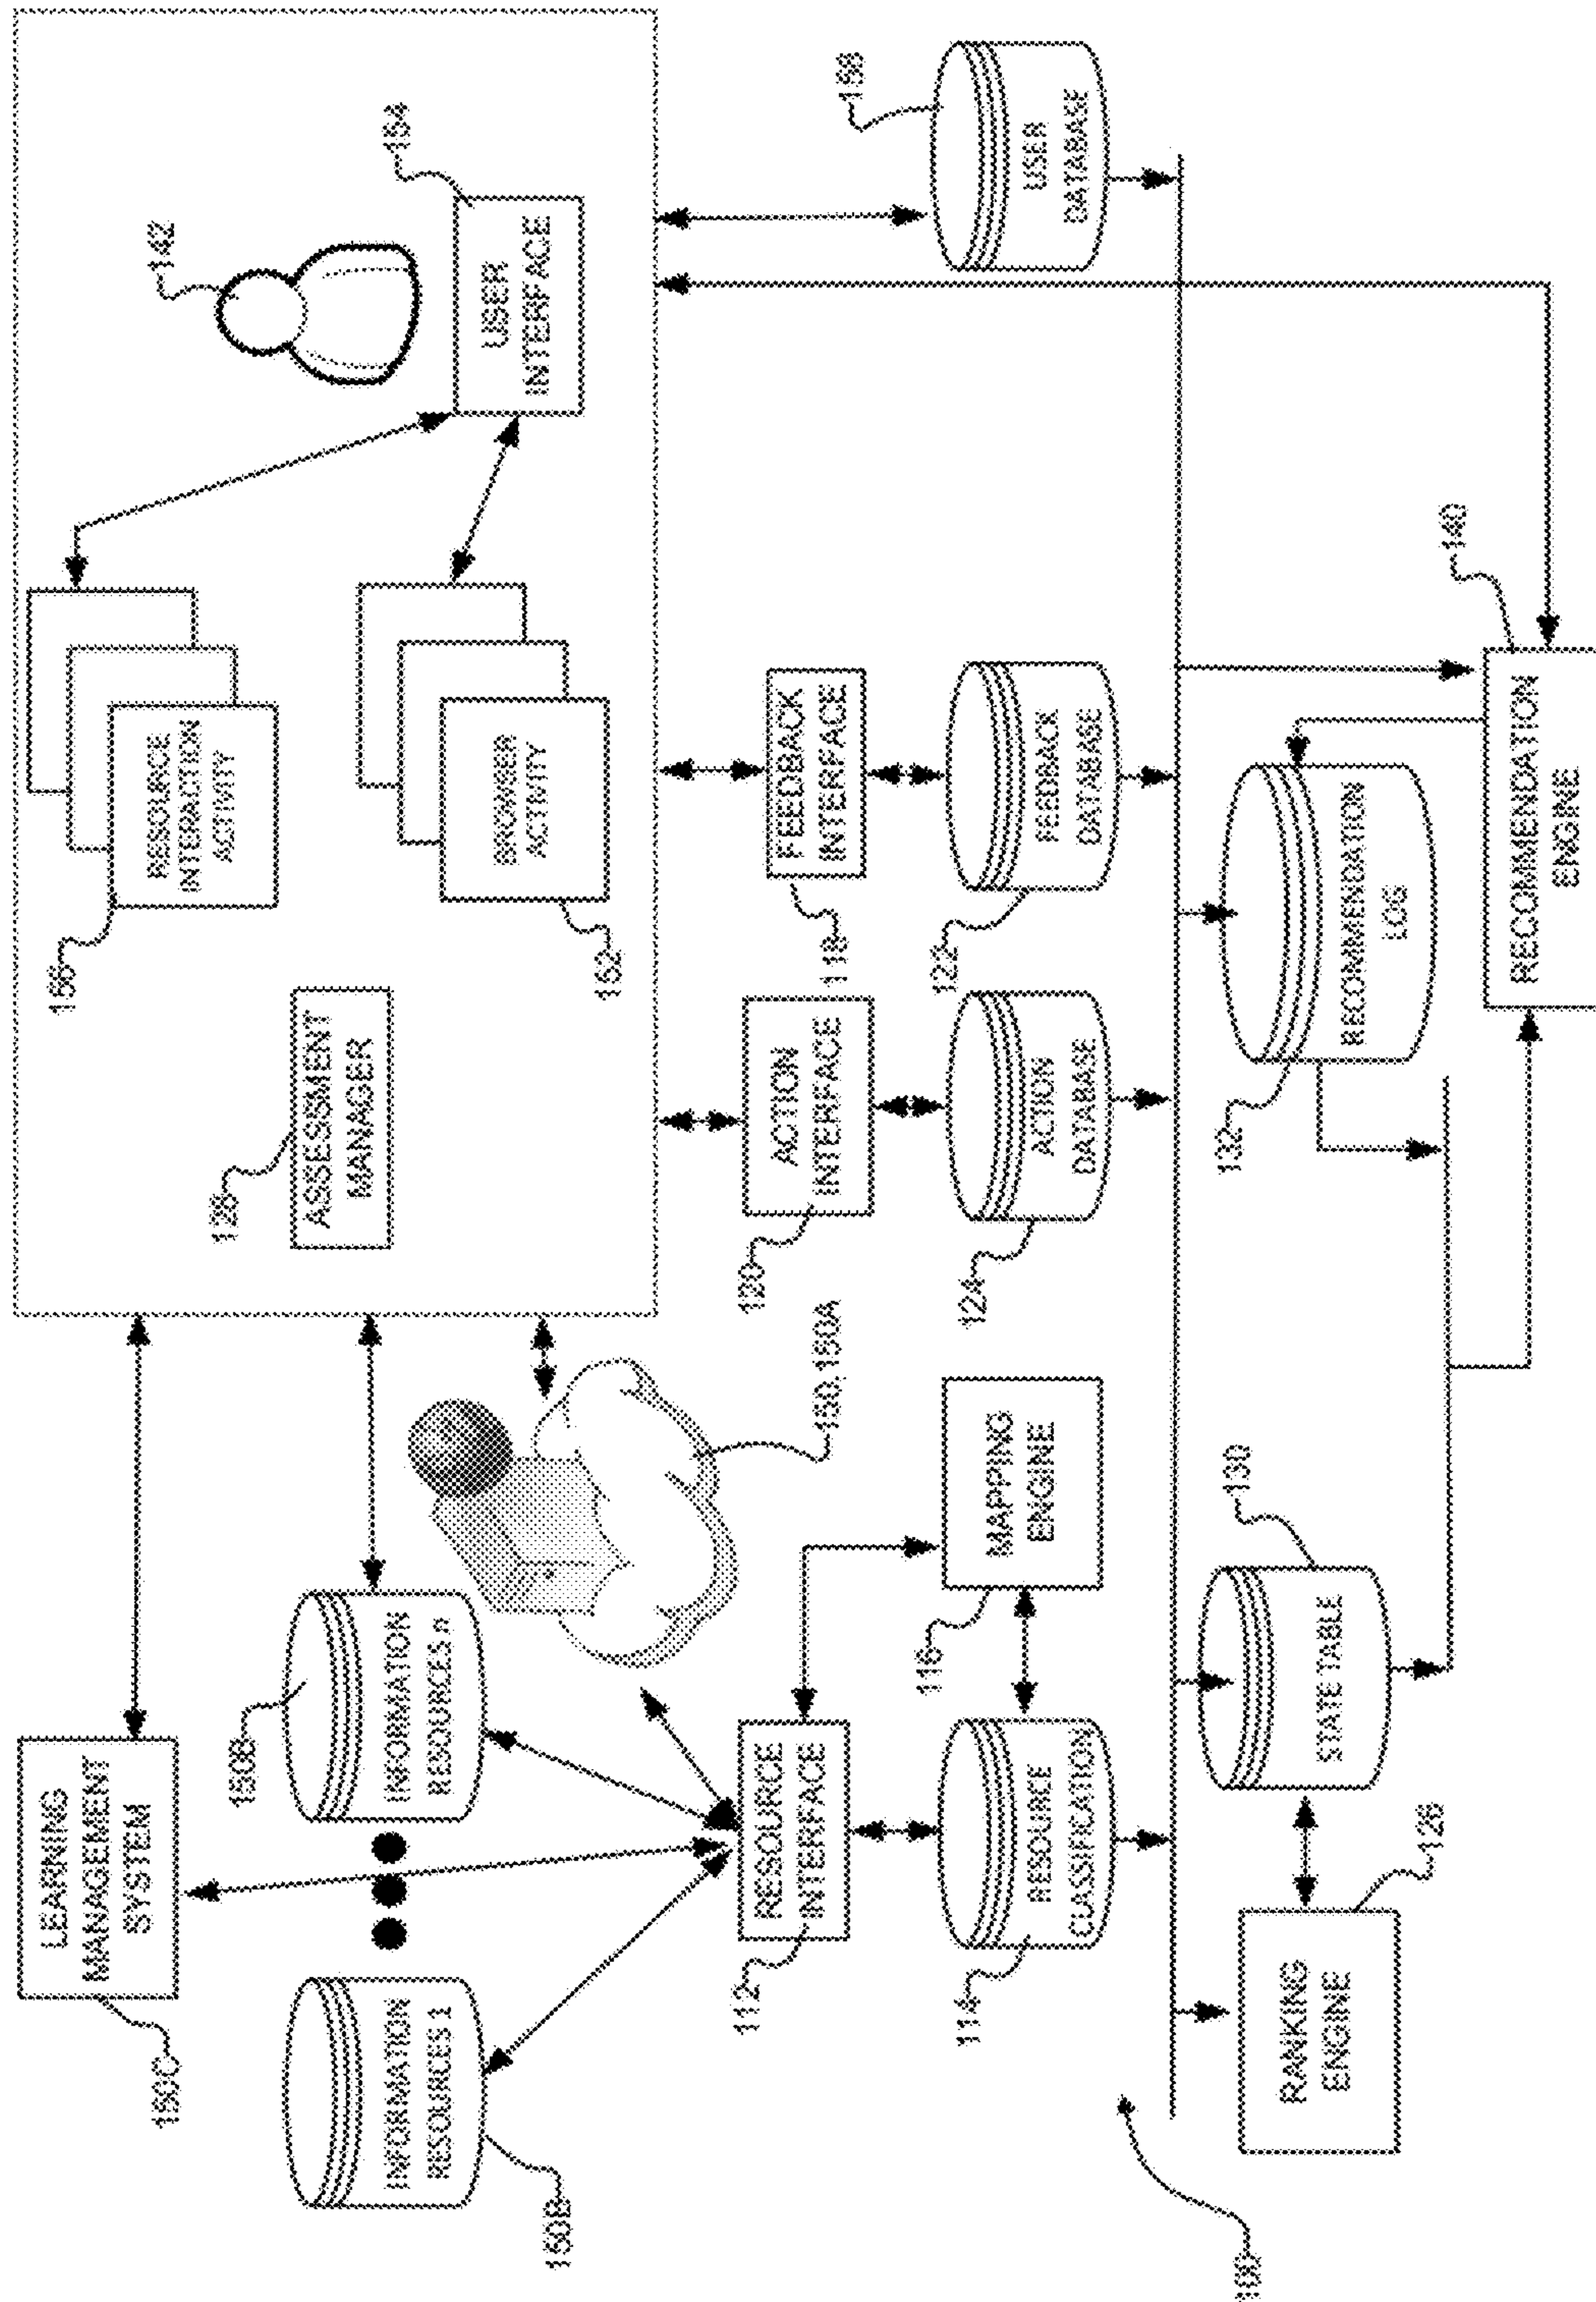 150C
LEARNING
MANAGEMENT
SYSTEM
150B
INFORMATION
RESOURCES 1
150B
INFORMATION
RESOURCES n
150, 150A
128
ASSESSMENT
MANAGER
156
RESOURCE
INTERACTION
ACTIVITY
152
BROWSER
ACTIVITY
142
154
USER
INTERFACE
112
RESOURCE
INTERFACE
120
ACTION
INTERFACE
118
FEEDBACK
INTERFACE
158
USER
DATABASE
114
RESOURCE
CLASSIFICATION
116
MAPPING
ENGINE
124
ACTION
DATABASE
122
FEEDBACK
DATABASE
100
RANKING
ENGINE
126
STATE TABLE
130
132
RECOMMENDATION
LOG
140
RECOMMENDATION
ENGINE